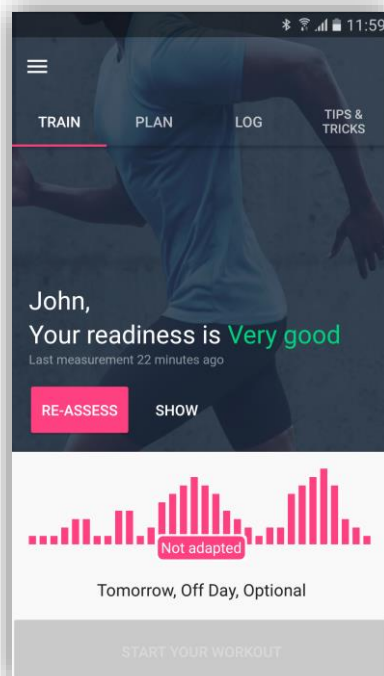 11:59
TRAIN
PLAN
LOG
TIPS &
TRICKS
John,
Your readiness is Very good
Last measurement 22 minutes ago
RE-ASSESS
SHOW
Not adapted
Tomorrow, Off Day, Optional
START YOUR WORKOUT